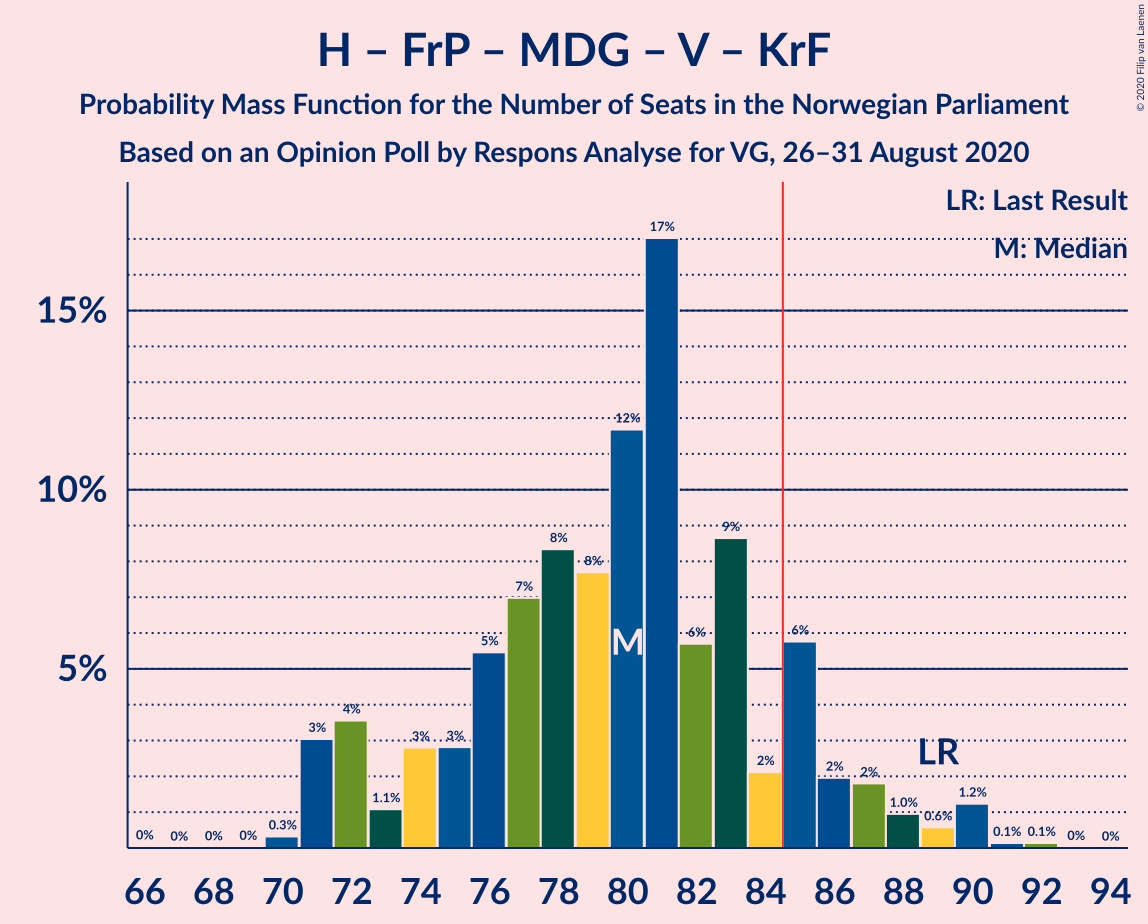 H – FrP – MDG – V – KrF
Probability Mass Function for the Number of Seats in the Norwegian Parliament
Based on an Opinion Poll by Respons Analyse for VG, 26–31 August 2020
© 2020 Filip van Laenen
LR: Last Result
M: Median
15%
10%
5%
0% 0% 0% 0% 0.3% 3% 4% 1.1% 3% 3% 5% 7% 8% 8% 12% 17% 6% 9% 2% 6% 2% 2% 1.0% 0.6% 1.2% 0.1% 0.1% 0% 0%
M
LR
66 68 70 72 74 76 78 80 82 84 86 88 90 92 94